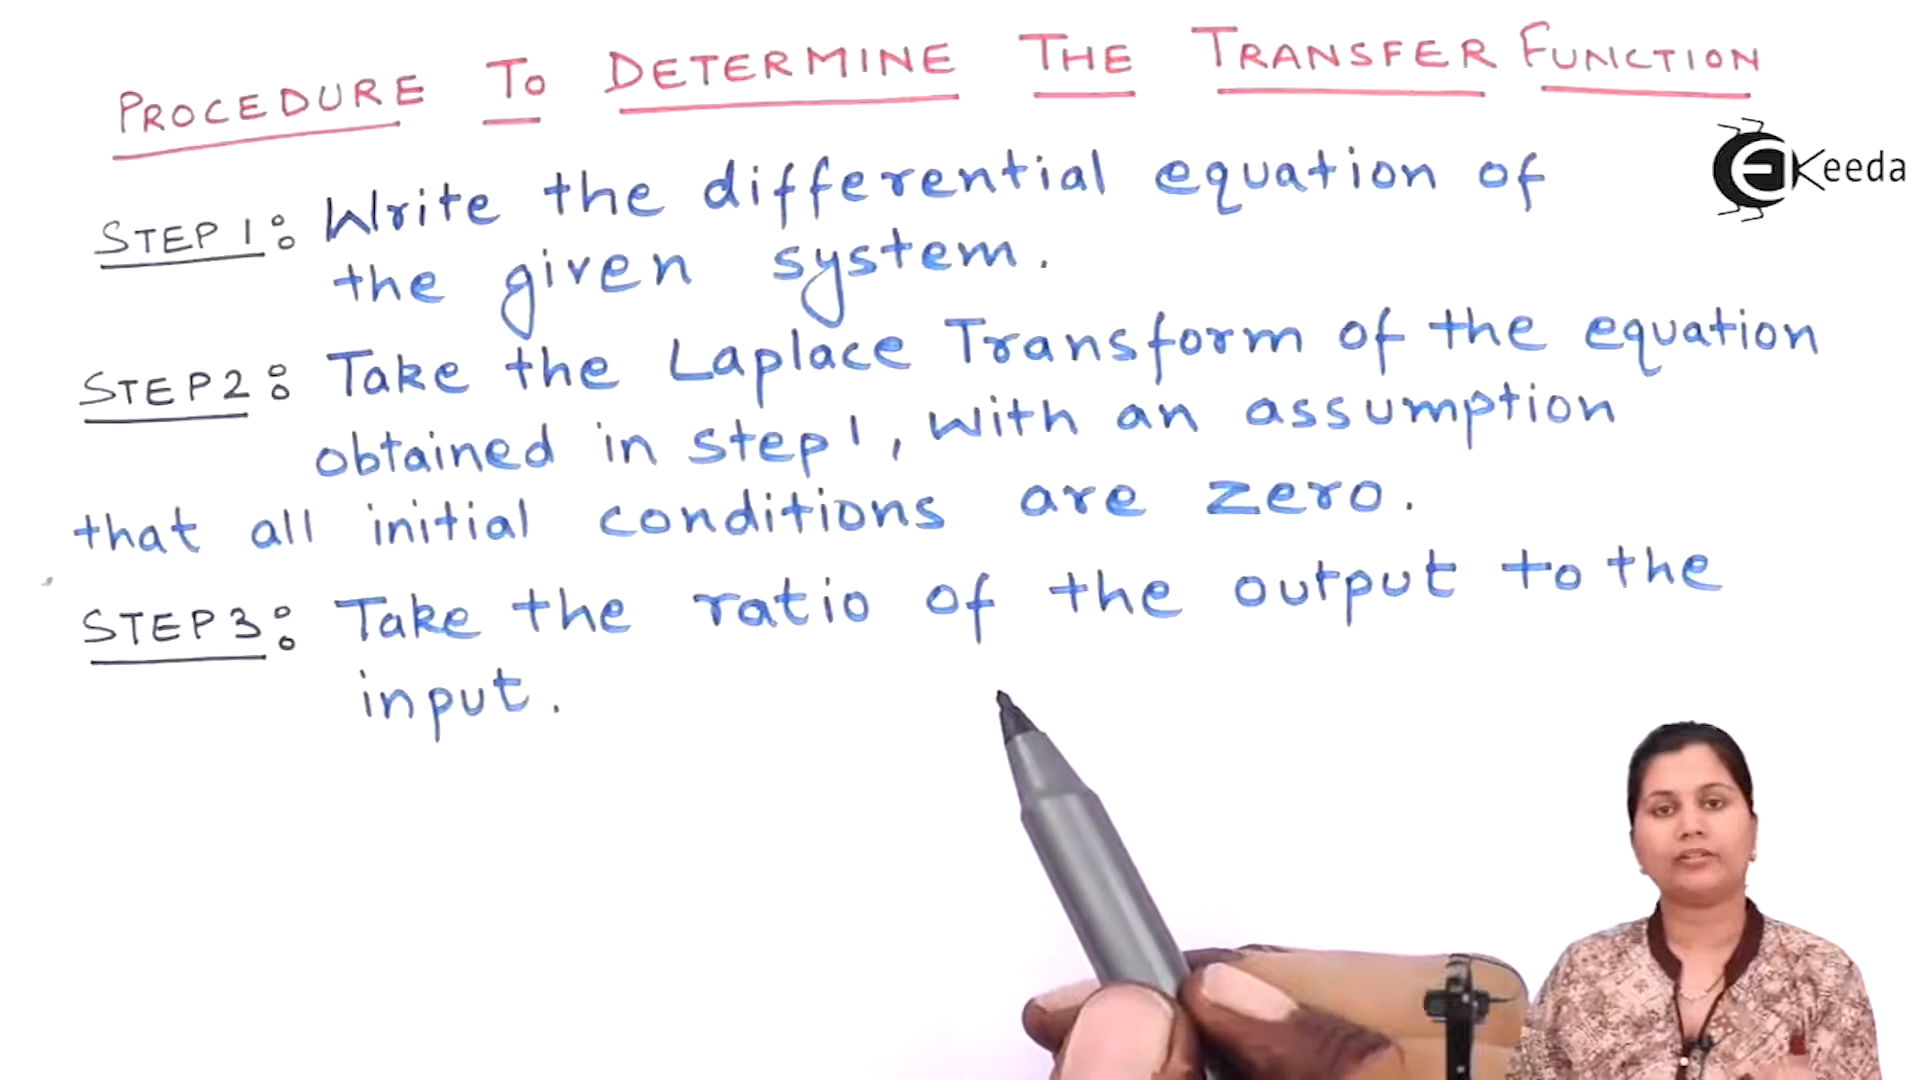 PROCEDURE TO DETERMINE THE TRANSFER FUNCTION
Keeda
STEP 1: Write the differential equation of
the given system.
STEP 2: Take the Laplace Transform of the equation
obtained in step 1, with an assumption
that all initial conditions are zero.
STEP 3: Take the ratio of the output to the
input.